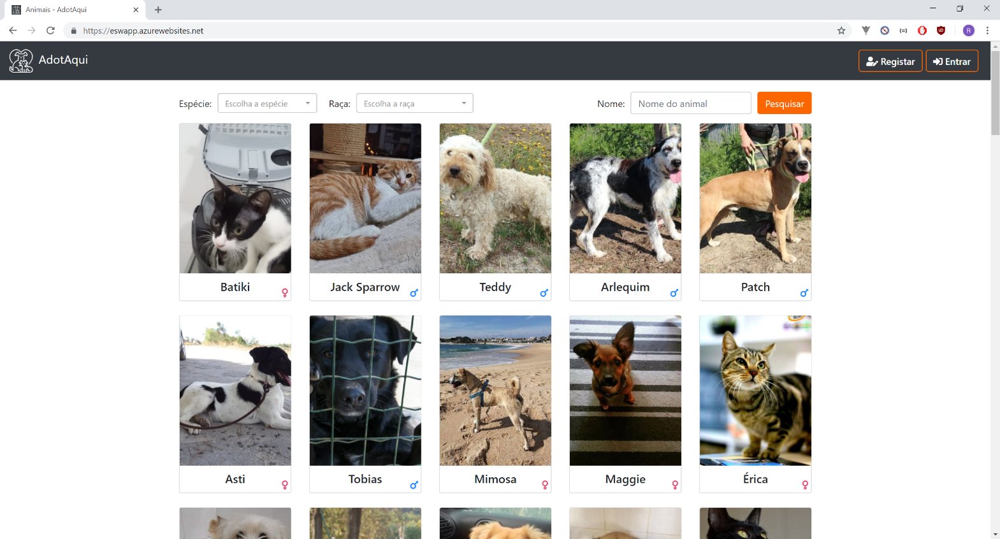 Animais - AdotAqui
https://eswapp.azurewebsites.net
R
AdotAqui
Registar
Entrar
Espécie:
Escolha a espécie
Raça:
Escolha a raça
Nome:
Nome do animal
Pesquisar
Batiki
Jack Sparrow
Teddy
Arlequim
Patch
Asti
Tobias
Mimosa
Maggie
Érica